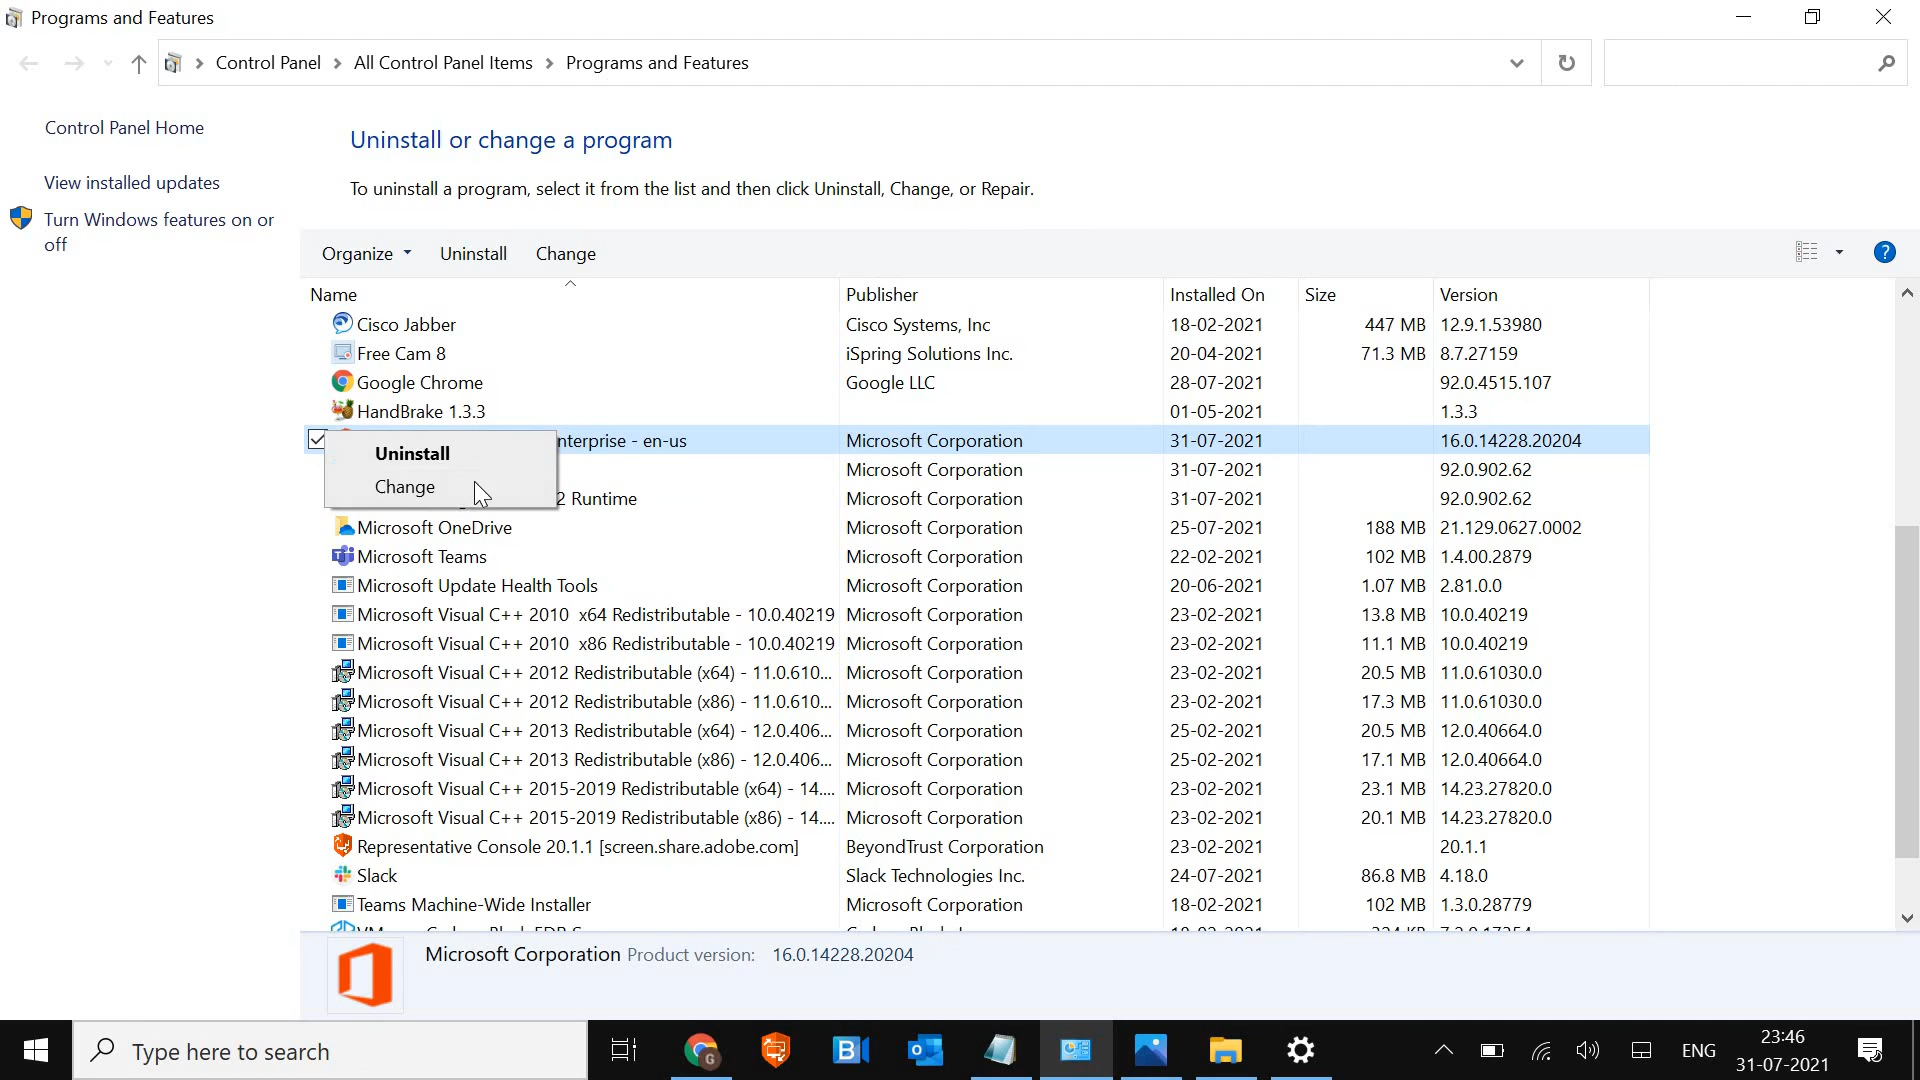 Programs and Features
Control Panel All Control Panel Items Programs and Features
Control Panel Home
View installed updates
Turn Windows features on or
off
Uninstall or change a program
To uninstall a program, select it from the list and then click Uninstall, Change, or Repair.
Organize Uninstall Change ?
Name Publisher Installed On Size Version
Cisco Jabber Cisco Systems, Inc 18-02-2021 447 MB 12.9.1.53980
Free Cam 8 iSpring Solutions Inc. 20-04-2021 71.3 MB 8.7.27159
Google Chrome Google LLC 28-07-2021 92.0.4515.107
HandBrake 1.3.3 01-05-2021 1.3.3
nterprise - en-us Microsoft Corporation 31-07-2021 16.0.14228.20204
Uninstall
Microsoft Corporation 31-07-2021 92.0.902.62
Change
2 Runtime Microsoft Corporation 31-07-2021 92.0.902.62
Microsoft OneDrive Microsoft Corporation 25-07-2021 188 MB 21.129.0627.0002
Microsoft Teams Microsoft Corporation 22-02-2021 102 MB 1.4.00.2879
Microsoft Update Health Tools Microsoft Corporation 20-06-2021 1.07 MB 2.81.0.0
Microsoft Visual C++ 2010 x64 Redistributable - 10.0.40219 Microsoft Corporation 23-02-2021 13.8 MB 10.0.40219
Microsoft Visual C++ 2010 x86 Redistributable - 10.0.40219 Microsoft Corporation 23-02-2021 11.1 MB 10.0.40219
Microsoft Visual C++ 2012 Redistributable (x64) - 11.0.610... Microsoft Corporation 23-02-2021 20.5 MB 11.0.61030.0
Microsoft Visual C++ 2012 Redistributable (x86) - 11.0.610... Microsoft Corporation 23-02-2021 17.3 MB 11.0.61030.0
Microsoft Visual C++ 2013 Redistributable (x64) - 12.0.406... Microsoft Corporation 25-02-2021 20.5 MB 12.0.40664.0
Microsoft Visual C++ 2013 Redistributable (x86) - 12.0.406... Microsoft Corporation 25-02-2021 17.1 MB 12.0.40664.0
Microsoft Visual C++ 2015-2019 Redistributable (x64) - 14.... Microsoft Corporation 23-02-2021 23.1 MB 14.23.27820.0
Microsoft Visual C++ 2015-2019 Redistributable (x86) - 14.... Microsoft Corporation 23-02-2021 20.1 MB 14.23.27820.0
Representative Console 20.1.1 [screen.share.adobe.com] BeyondTrust Corporation 23-02-2021 20.1.1
Slack Slack Technologies Inc. 24-07-2021 86.8 MB 4.18.0
Teams Machine-Wide Installer Microsoft Corporation 18-02-2021 102 MB 1.3.0.28779
Microsoft Corporation Product version: 16.0.14228.20204
Type here to search
ENG
23:46
31-07-2021